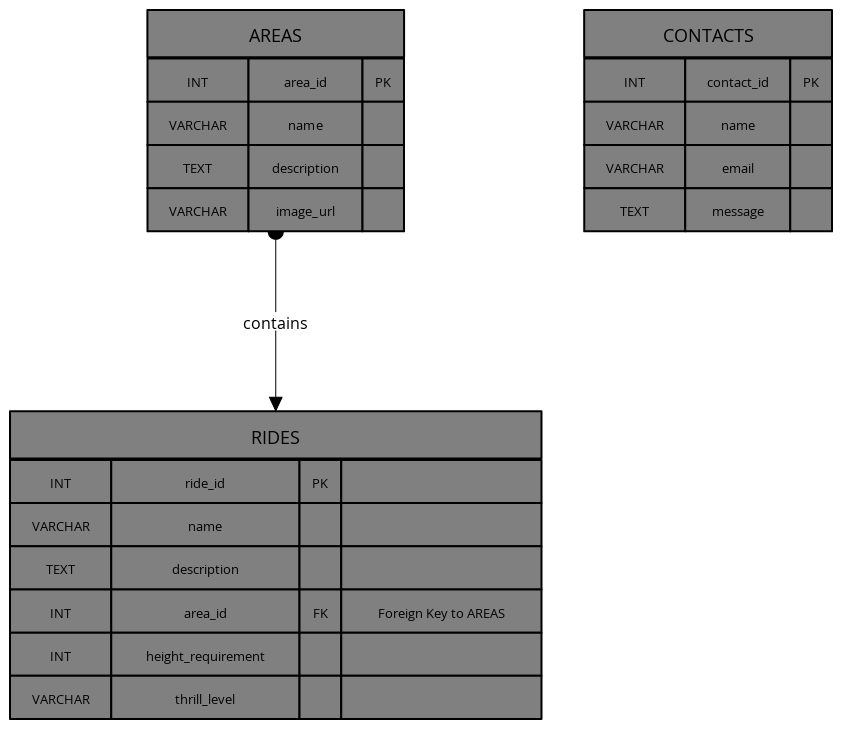 AREAS
INT area_id PK
VARCHAR name
TEXT description
VARCHAR image_url
CONTACTS
INT contact_id PK
VARCHAR name
VARCHAR email
TEXT message
contains
RIDES
INT ride_id PK
VARCHAR name
TEXT description
INT area_id FK Foreign Key to AREAS
INT height_requirement
VARCHAR thrill_level